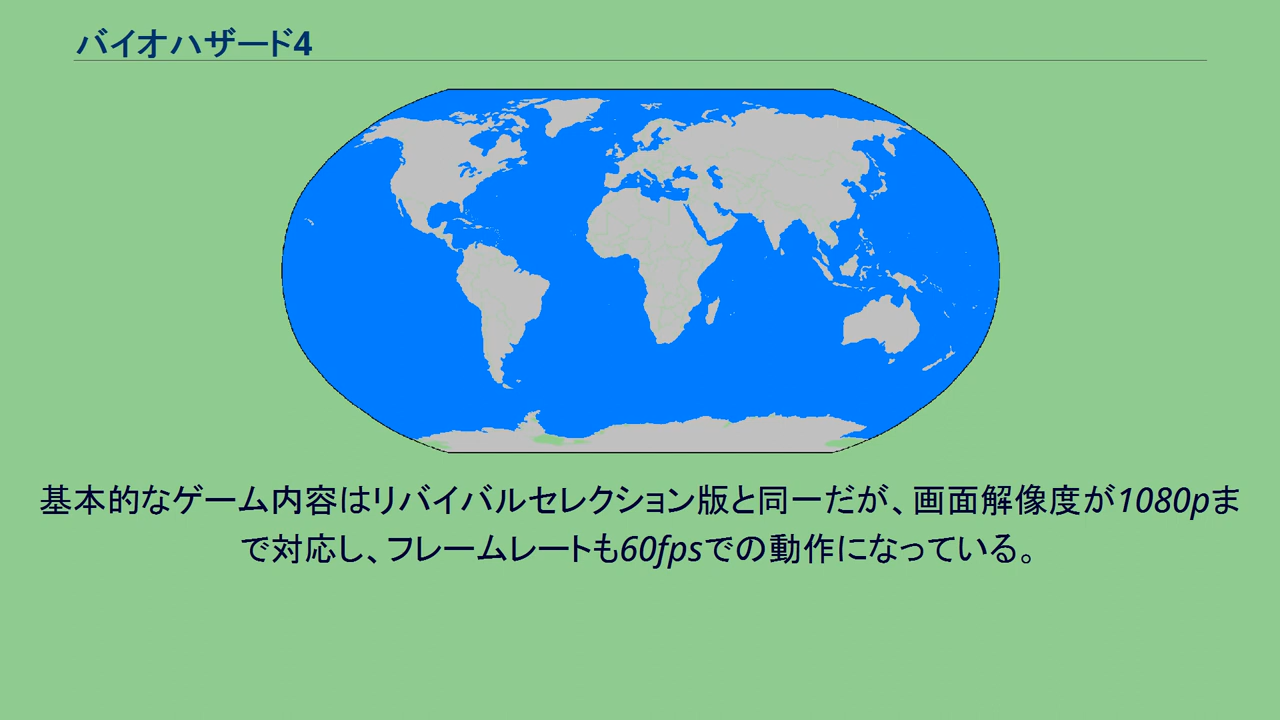 バイオハザード4
基本的なゲーム内容はリバイバルセレクション版と同一だが、画面解像度が1080pま
で対応し、フレームレートも60fpsでの動作になっている。